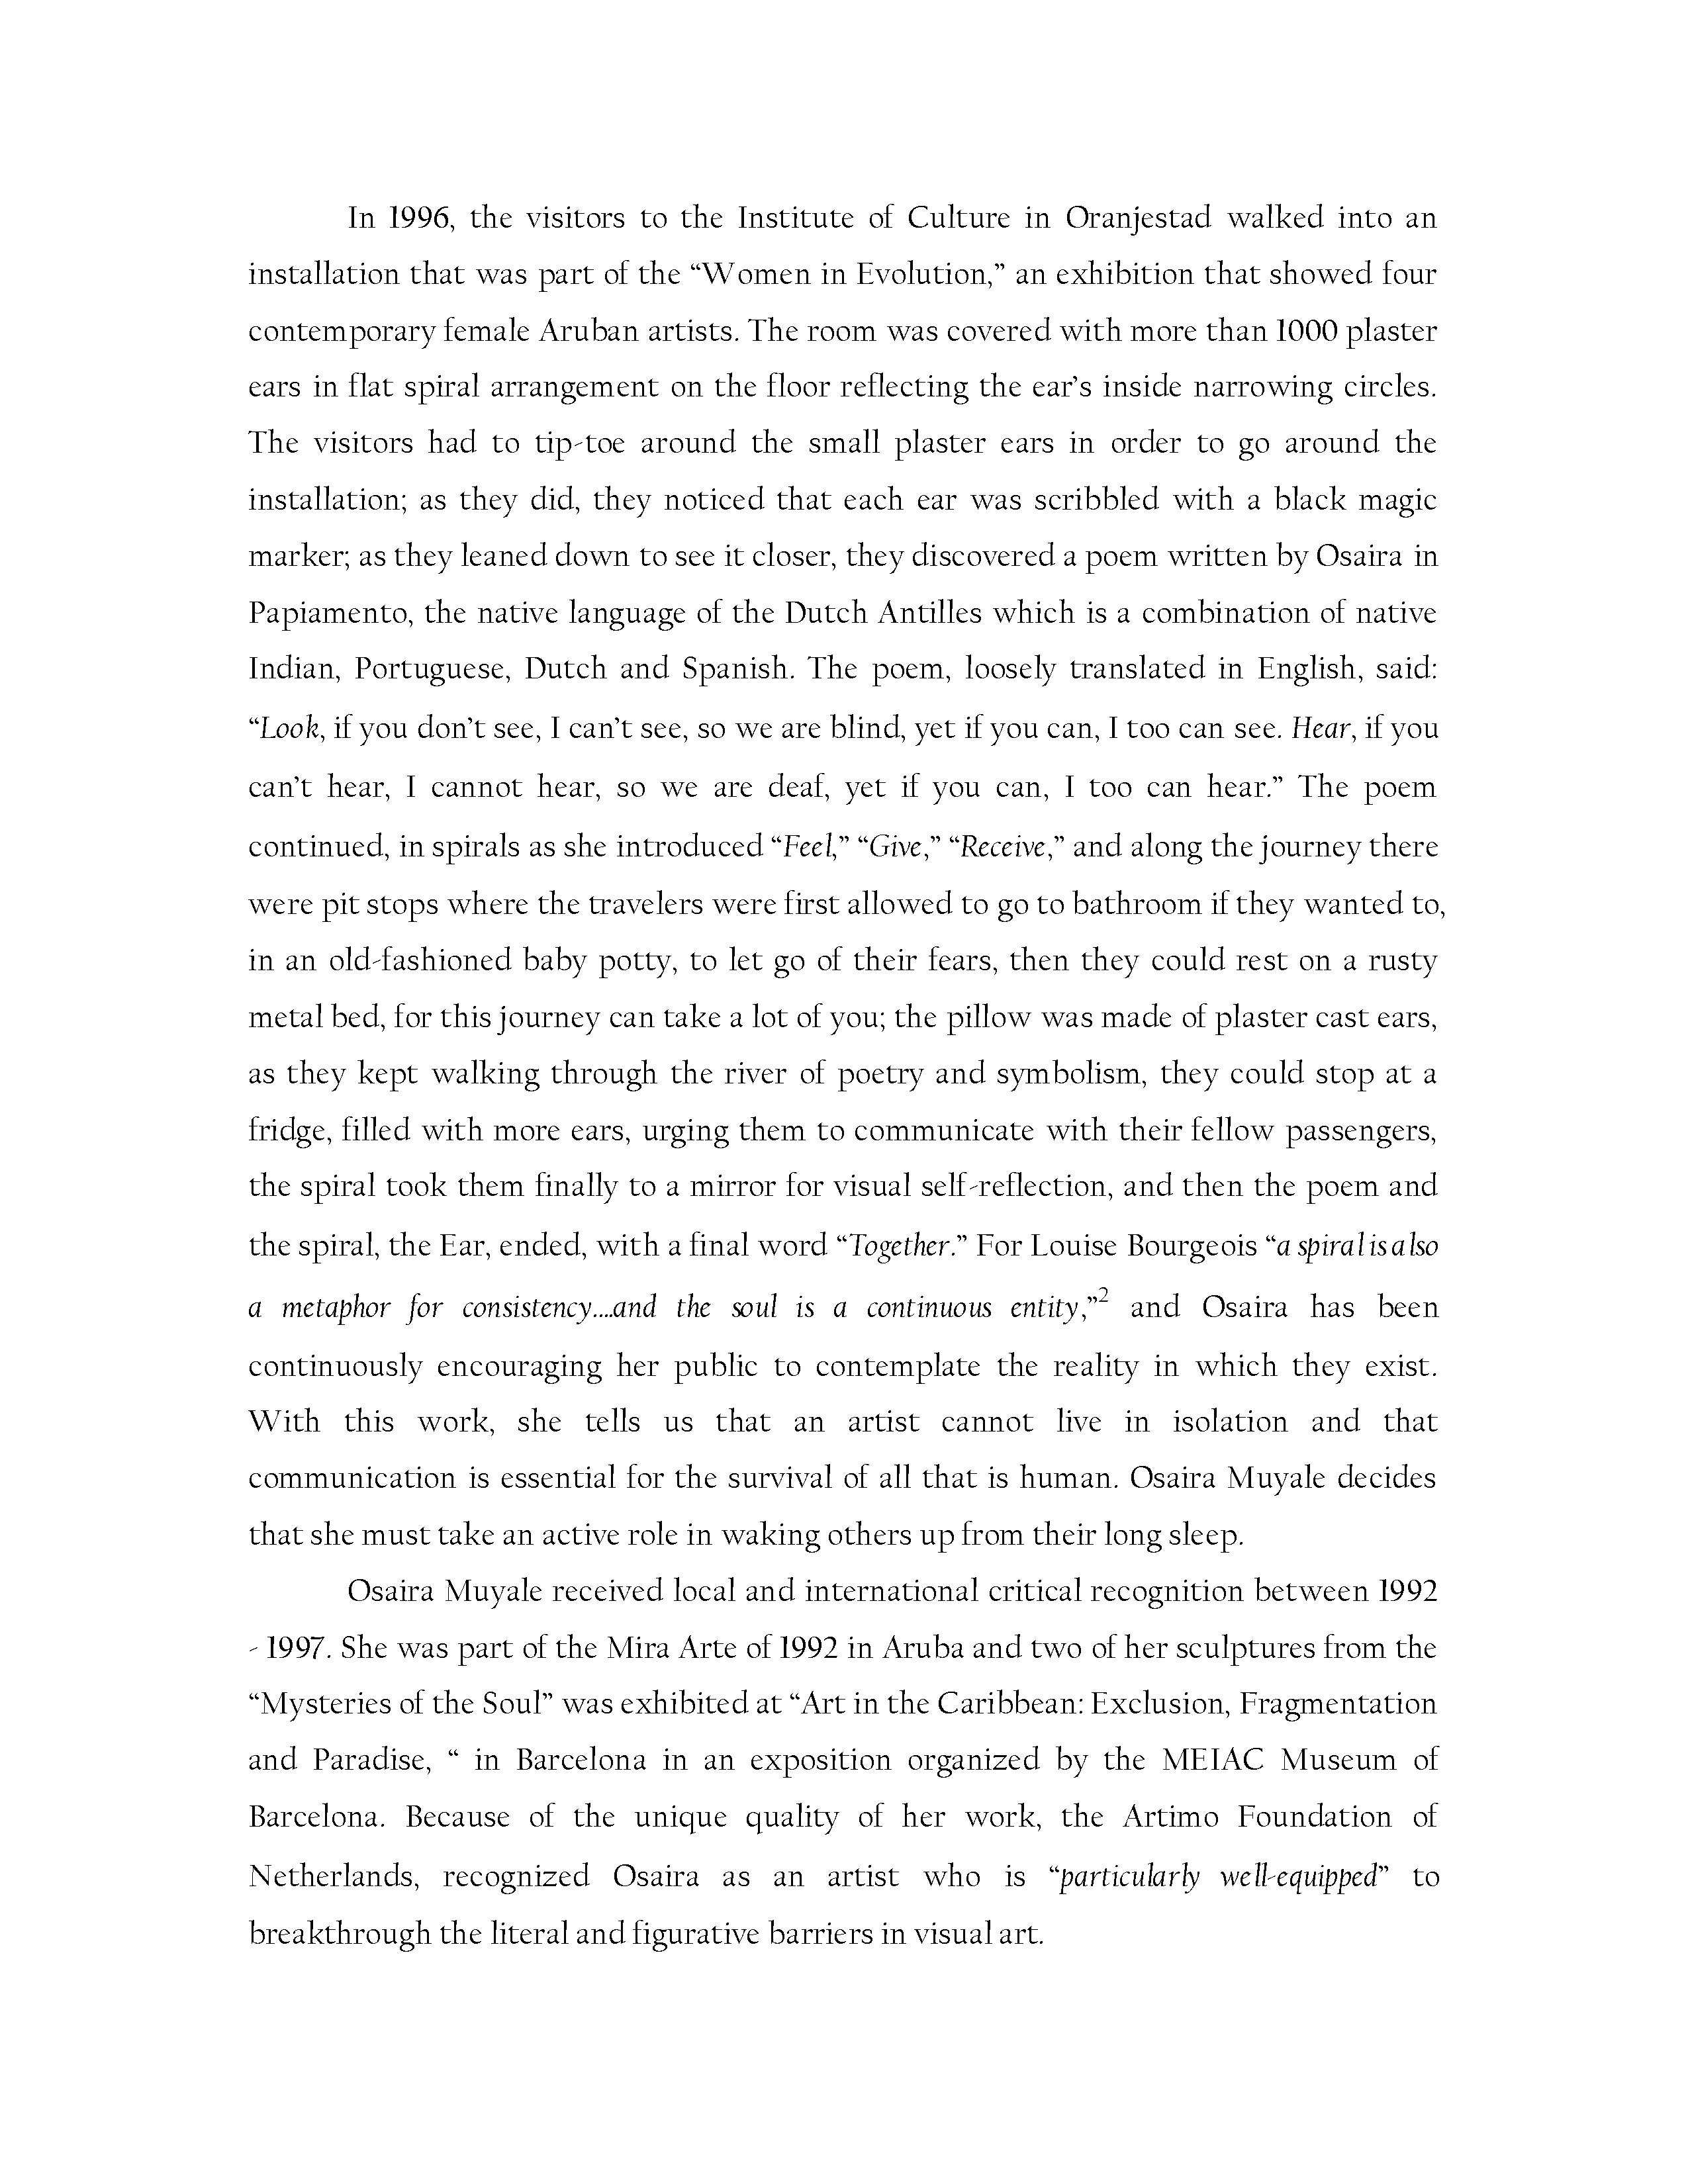 In 1996, the visitors to the Institute of Culture in Oranjestad walked into an
installation that was part of the “Women in Evolution,” an exhibition that showed four
contemporary female Aruban artists. The room was covered with more than 1000 plaster
ears in flat spiral arrangement on the floor reflecting the ear’s inside narrowing circles.
The visitors had to tip-toe around the small plaster ears in order to go around the
installation; as they did, they noticed that each ear was scribbled with a black magic
marker; as they leaned down to see it closer, they discovered a poem written by Osaira in
Papiamento, the native language of the Dutch Antilles which is a combination of native
Indian, Portuguese, Dutch and Spanish. The poem, loosely translated in English, said:
“Look, if you don’t see, I can’t see, so we are blind, yet if you can, I too can see. Hear, if you
can’t hear, I cannot hear, so we are deaf, yet if you can, I too can hear.” The poem
continued, in spirals as she introduced “Feel,” “Give,” “Receive,” and along the journey there
were pit stops where the travelers were first allowed to go to bathroom if they wanted to,
in an old-fashioned baby potty, to let go of their fears, then they could rest on a rusty
metal bed, for this journey can take a lot of you; the pillow was made of plaster cast ears,
as they kept walking through the river of poetry and symbolism, they could stop at a
fridge, filled with more ears, urging them to communicate with their fellow passengers,
the spiral took them finally to a mirror for visual self-reflection, and then the poem and
the spiral, the Ear, ended, with a final word “Together.” For Louise Bourgeois “a spiral is also
a metaphor for consistency....and the soul is a continuous entity,”2 and Osaira has been
continuously encouraging her public to contemplate the reality in which they exist.
With this work, she tells us that an artist cannot live in isolation and that
communication is essential for the survival of all that is human. Osaira Muyale decides
that she must take an active role in waking others up from their long sleep.
Osaira Muyale received local and international critical recognition between 1992
- 1997. She was part of the Mira Arte of 1992 in Aruba and two of her sculptures from the
“Mysteries of the Soul” was exhibited at “Art in the Caribbean: Exclusion, Fragmentation
and Paradise, “ in Barcelona in an exposition organized by the MEIAC Museum of
Barcelona. Because of the unique quality of her work, the Artimo Foundation of
Netherlands, recognized Osaira as an artist who is “particularly well-equipped” to
breakthrough the literal and figurative barriers in visual art.